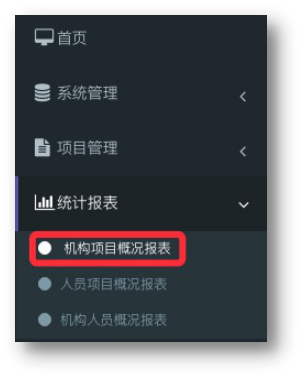 首页
系统管理
项目管理
统计报表
机构项目概况报表
人员项目概况报表
机构人员概况报表